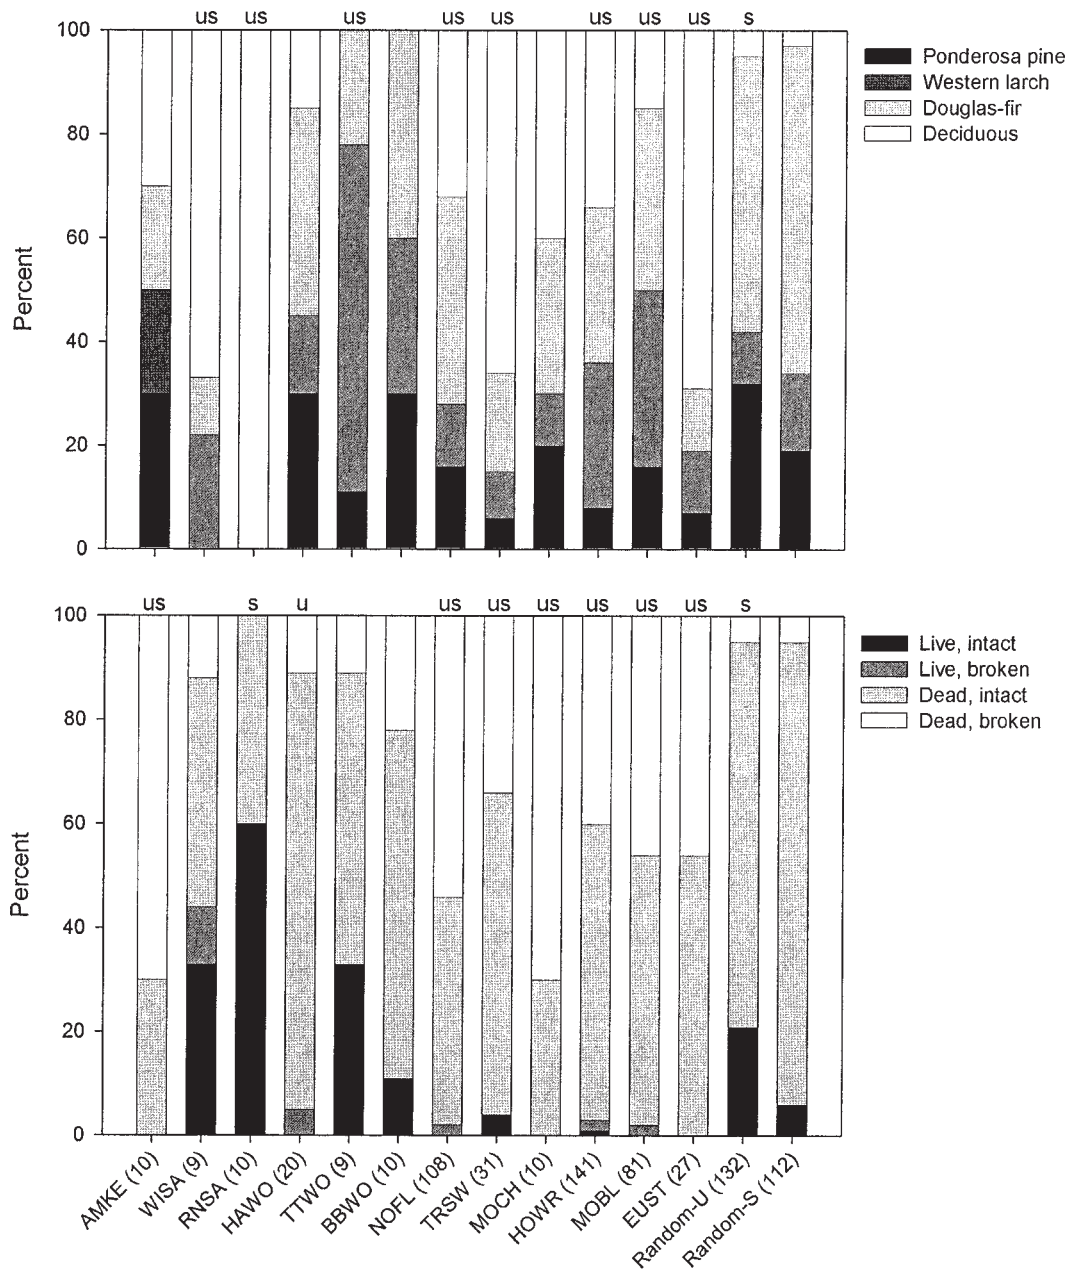 us us us us us us us us s
100
80
60
40
20
0
Percent
Ponderosa pine
Western larch
Douglas-fir
Deciduous
us s u us us us us us us s
100
80
60
40
20
0
Percent
Live, intact
Live, broken
Dead, intact
Dead, broken
AMKE (10)
WISA (9)
RNSA (10)
HAWO (20)
TTWO (9)
BBWO (10)
NOFL (108)
TRSW (31)
MOCH (10)
HOWR (141)
MOBL (81)
EUST (27)
Random-U (132)
Random-S (112)